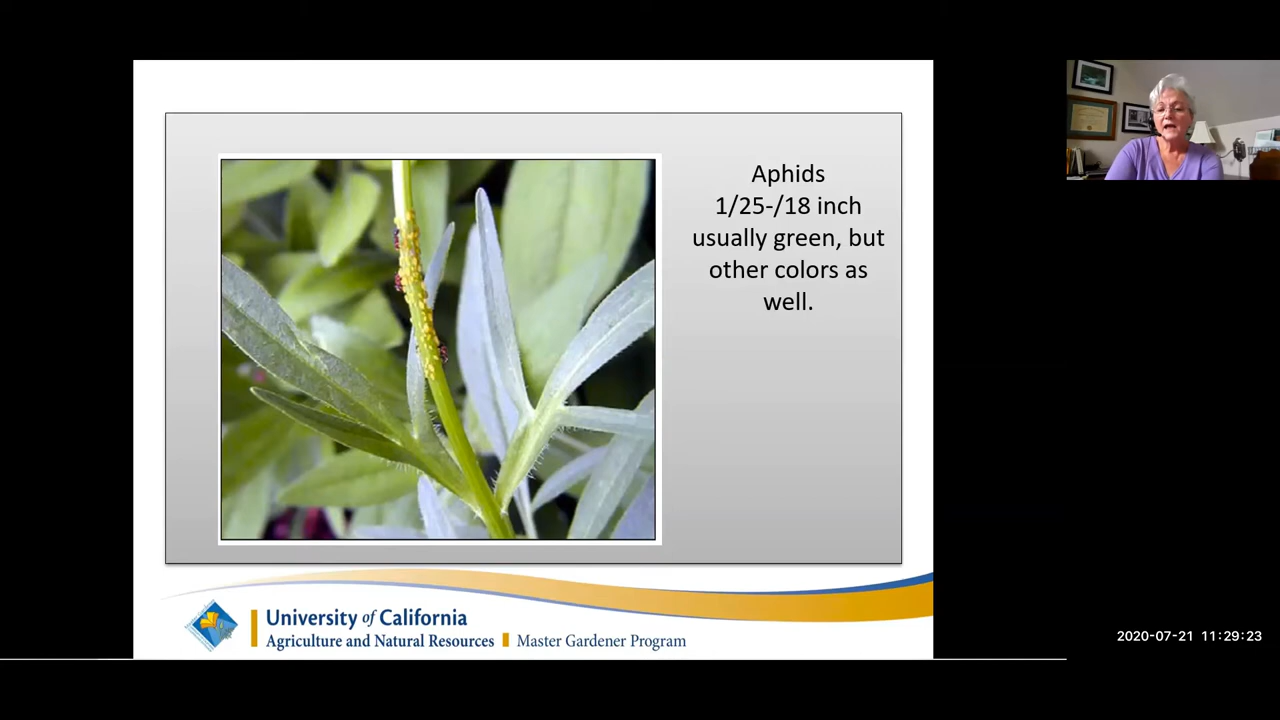 Aphids
1/25-/18 inch
usually green, but
other colors as
well.
University of California
Agriculture and Natural Resources Master Gardener Program
2020-07-21 11:29:23